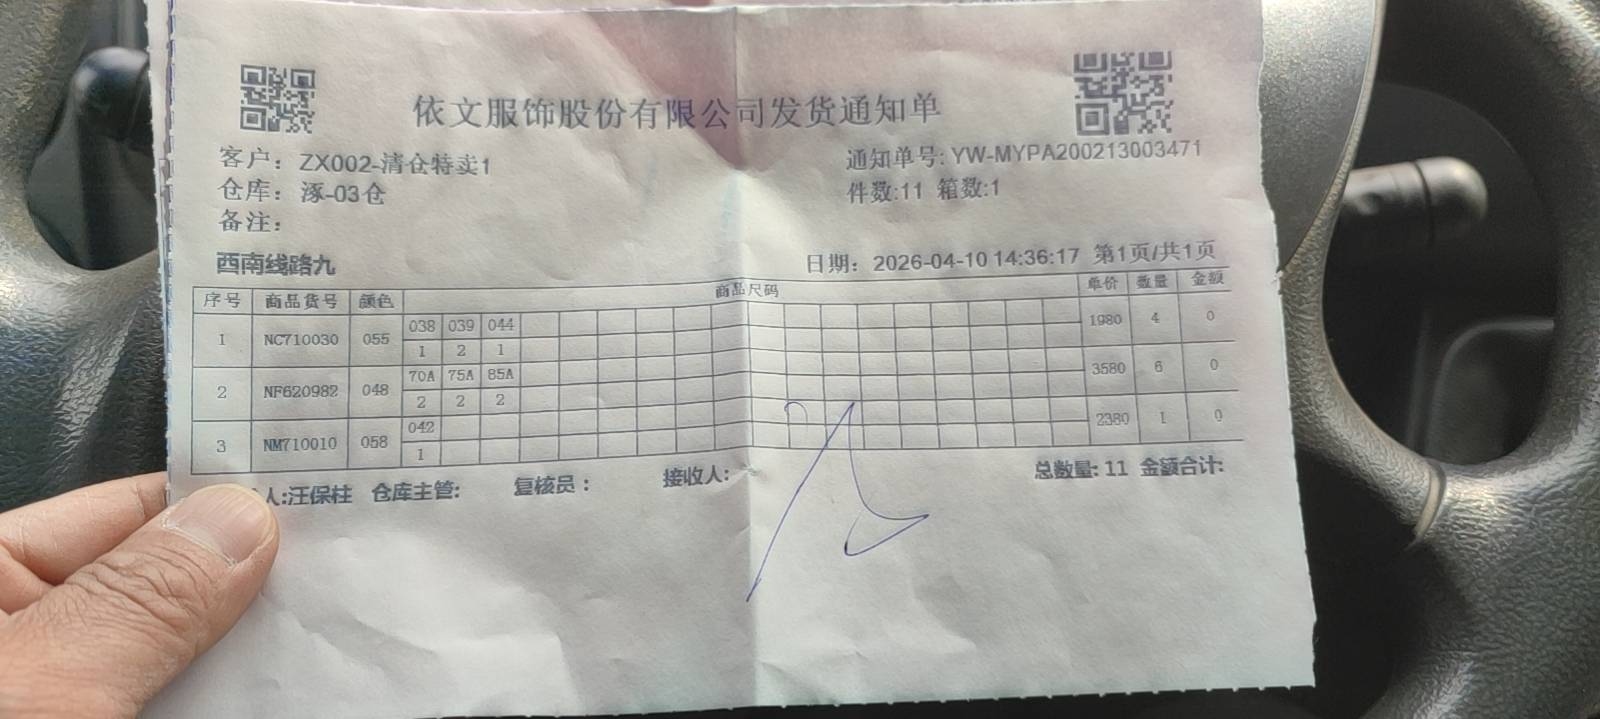 依文服饰股份有限公司发货通知单
客户: ZX002-清仓特卖1 通知单号: YW-MYPA200213003471
仓库: 涿-03仓 件数:11 箱数:1
备注:
西南线路九 日期: 2026-04-10 14:36:17 第1页/共1页
序号 商品货号 颜色 商品尺码 单价 数量 金额
1 NC710030 055 038 039 044 1980 4 0
1 2 1
2 NF620982 048 70A 75A 85A 3580 6 0
2 2 2
3 NM710010 058 042 2380 1 0
1
人:汪保柱 仓库主管: 复核员: 接收人: 总数量: 11 金额合计: